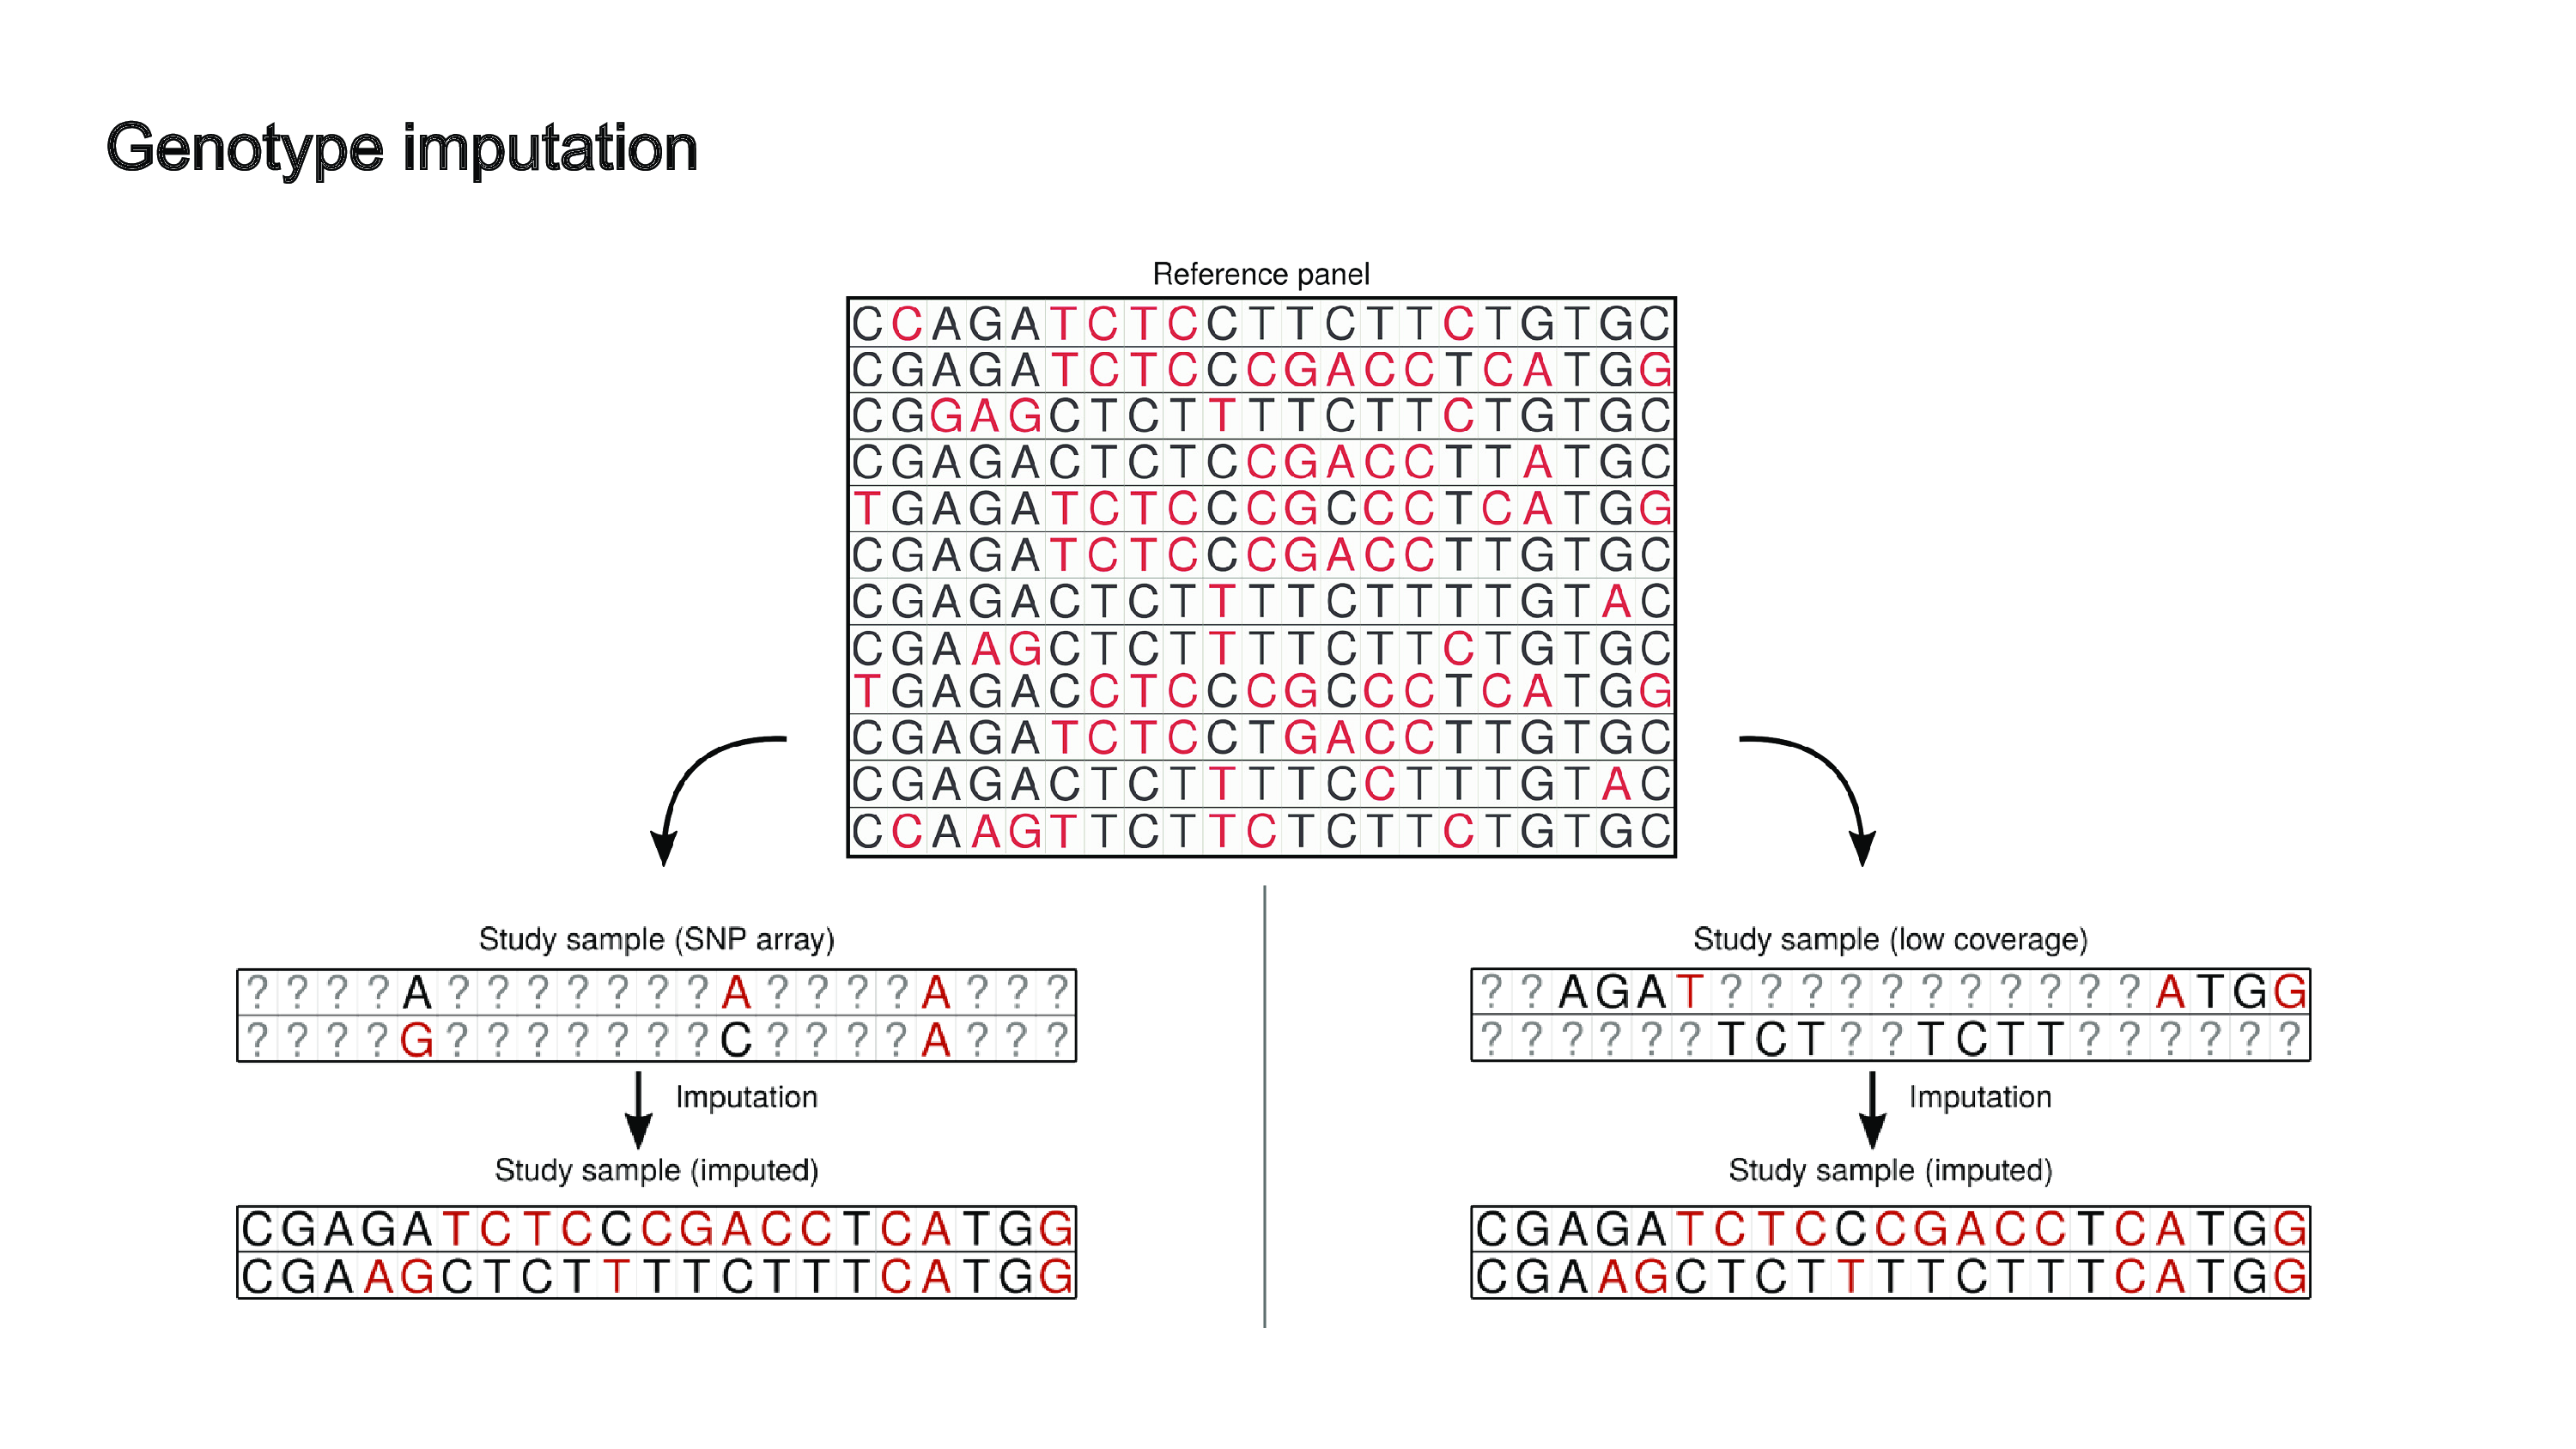 Genotype imputation
Reference panel
CCAGATCTCCTTCTTCTGTGC
CGAGATCTCCCGACCTCATGG
CGGAGCTCTTTTCTTCTGTGC
CGAGACTCTCCGACCTTATGC
TGAGATCTCCCGCCCTCATGG
CGAGATCTCCCGACCTTGTGC
CGAGACTCTTTTCTTTTGTAC
CGAAGCTCTTTTCTTCTGTGC
TGAGACCTCCCGCCCTCATGG
CGAGATCTCCTGACCTTGTGC
CGAGACTCTTTTCCTTTGTAC
CCAAGTTCTTCTCTTCTGTGC
Study sample (SNP array)
????A???????A????A???
????G???????C????A???
Imputation
Study sample (imputed)
CGAGATCTCCCGACCTCATGG
CGAAGCTCTTTTCTTTCATGG
Study sample (low coverage)
??AGAT???????????ATGG
??????TCT??TCTT??????
Imputation
Study sample (imputed)
CGAGATCTCCCGACCTCATGG
CGAAGCTCTTTTCTTTCATGG